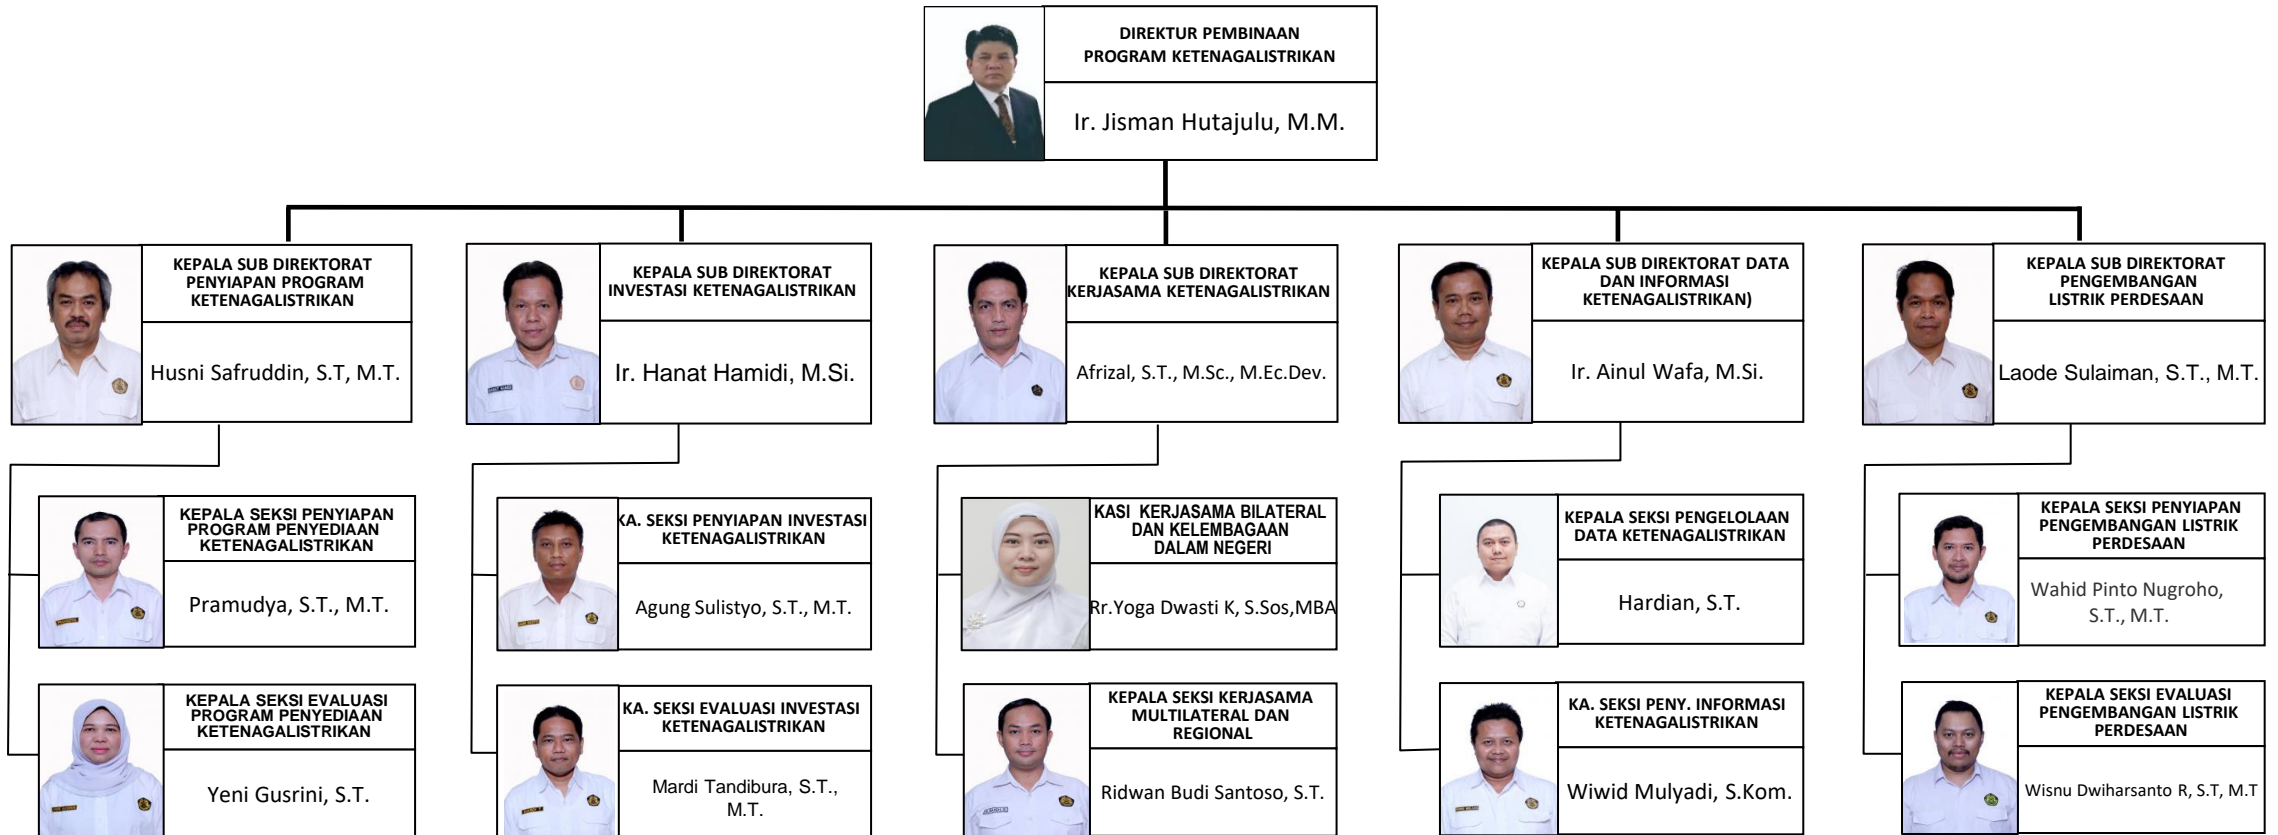 DIREKTUR PEMBINAAN
PROGRAM KETENAGALISTRIKAN
Ir. Jisman Hutajulu, M.M.
KEPALA SUB DIREKTORAT
PENYIAPAN PROGRAM
KETENAGALISTRIKAN
Husni Safruddin, S.T, M.T.
KEPALA SUB DIREKTORAT
INVESTASI KETENAGALISTRIKAN
Ir. Hanat Hamidi, M.Si.
KEPALA SUB DIREKTORAT
KERJASAMA KETENAGALISTRIKAN
Afrizal, S.T., M.Sc., M.Ec.Dev.
KEPALA SUB DIREKTORAT DATA
DAN INFORMASI
KETENAGALISTRIKAN)
Ir. Ainul Wafa, M.Si.
KEPALA SUB DIREKTORAT
PENGEMBANGAN
LISTRIK PERDESAAN
Laode Sulaiman, S.T., M.T.
KEPALA SEKSI PENYIAPAN
PROGRAM PENYEDIAAN
KETENAGALISTRIKAN
Pramudya, S.T., M.T.
KA. SEKSI PENYIAPAN INVESTASI
KETENAGALISTRIKAN
Agung Sulistyo, S.T., M.T.
KASI KERJASAMA BILATERAL
DAN KELEMBAGAAN
DALAM NEGERI
Rr.Yoga Dwasti K, S.Sos,MBA
KEPALA SEKSI PENGELOLAAN
DATA KETENAGALISTRIKAN
Hardian, S.T.
KEPALA SEKSI PENYIAPAN
PENGEMBANGAN LISTRIK
PERDESAAN
Wahid Pinto Nugroho,
S.T., M.T.
KEPALA SEKSI EVALUASI
PROGRAM PENYEDIAAN
KETENAGALISTRIKAN
Yeni Gusrini, S.T.
KA. SEKSI EVALUASI INVESTASI
KETENAGALISTRIKAN
Mardi Tandibura, S.T.,
M.T.
KEPALA SEKSI KERJASAMA
MULTILATERAL DAN
REGIONAL
Ridwan Budi Santoso, S.T.
KA. SEKSI PENY. INFORMASI
KETENAGALISTRIKAN
Wiwid Mulyadi, S.Kom.
KEPALA SEKSI EVALUASI
PENGEMBANGAN LISTRIK
PERDESAAN
Wisnu Dwiharsanto R, S.T, M.T